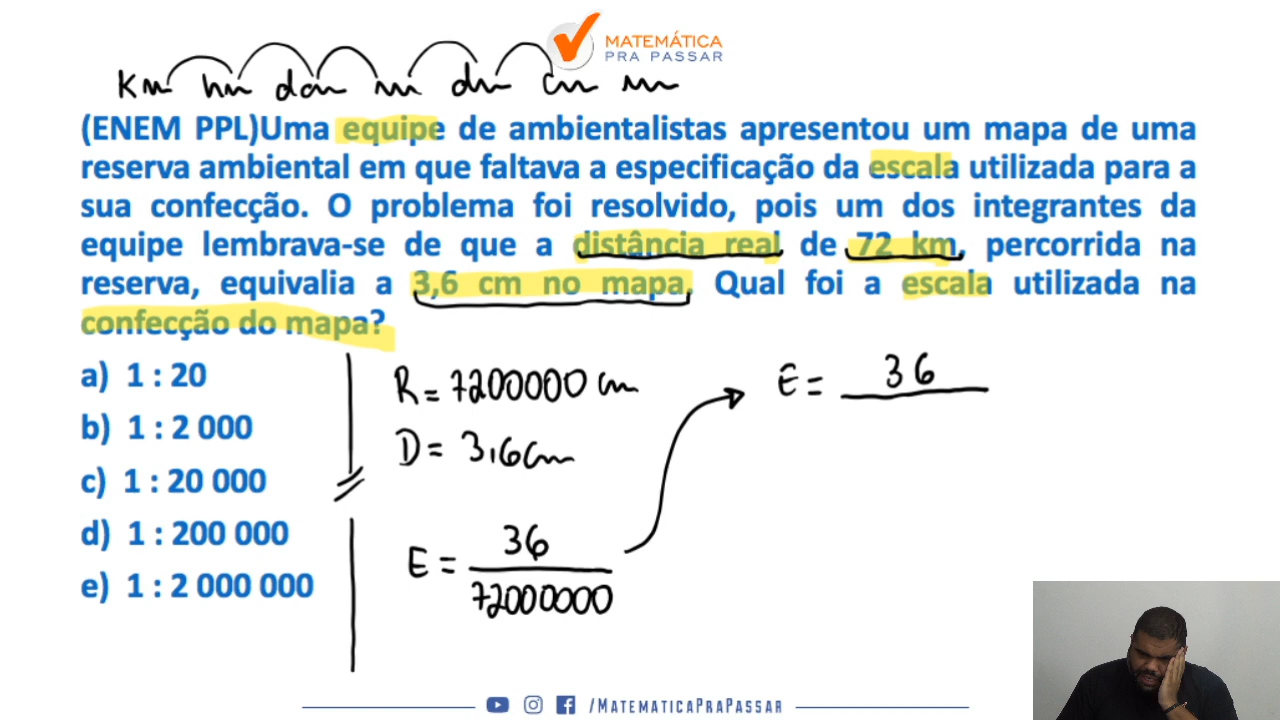 MATEMÁTICA
PRA PASSAR
Km hm dam m dm cm m
(ENEM PPL)Uma equipe de ambientalistas apresentou um mapa de uma
reserva ambiental em que faltava a especificação da escala utilizada para a
sua confecção. O problema foi resolvido, pois um dos integrantes da
equipe lembrava-se de que a distância real de 72 km, percorrida na
reserva, equivalia a 3,6 cm no mapa. Qual foi a escala utilizada na
confecção do mapa?
a) 1 : 20
b) 1 : 2 000
c) 1 : 20 000
d) 1 : 200 000
e) 1 : 2 000 000
R = 7200000 cm
D = 3,6 cm
E = 36
72000000
E = 36
/MATEMATICAPRAPASSAR